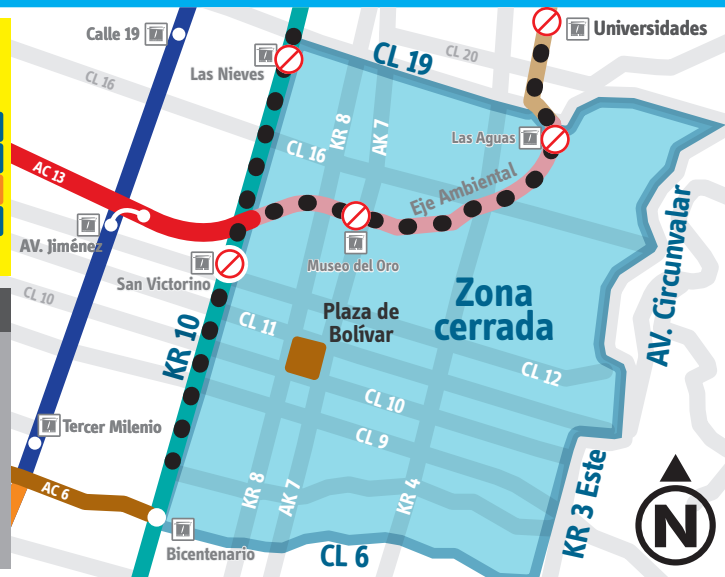 Calle 19
Universidades
CL 19
CL 20
Las Nieves
CL 16
KR 8
AK 7
CL 16
Las Aguas
AC 13
Eje Ambiental
AV. Jiménez
Museo del Oro
San Victorino
AV. Circunvalar
CL 10
Zona
cerrada
Plaza de
Bolívar
CL 11
KR 10
CL 12
CL 10
CL 9
Tercer Milenio
KR 8
AK 7
KR 4
KR 3 Este
AC 6
N
Bicentenario
CL 6